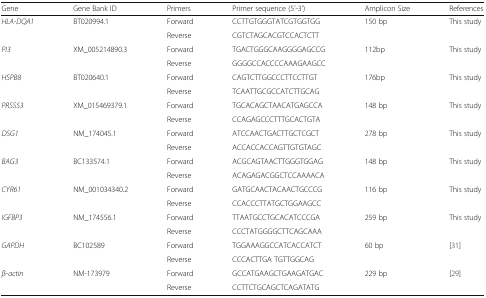 Gene Gene Bank ID Primers Primer sequence (5′-3′) Amplicon Size References
HLA-DQA1 BT020994.1 Forward CCTTGTGGGTATCGTGGTGG 150 bp This study
Reverse CGTCTAGCACGTCCACTCTT
PI3 XM_005214890.3 Forward TGACTGGGCAAGGGGAGCCG 112bp This study
Reverse GGGGCCACCCCAAAGAAGCC
HSPB8 BT020640.1 Forward CAGTCTTGGCCCTTCCTTGT 176bp This study
Reverse TCAATTGCGCCATCTTGCAG
PRSS53 XM_015469379.1 Forward TGCACAGCTAACATGAGCCA 148 bp This study
Reverse CCAGAGCCCTTTGCACTGTA
DSG1 NM_174045.1 Forward ATCCAACTGACTTGCTCGCT 278 bp This study
Reverse ACCACCACCAGTTGTGTAGC
BAG3 BC133574.1 Forward ACGCAGTAACTTGGGTGGAG 148 bp This study
Reverse ACAGAGACGGCTCCAAAACA
CYR61 NM_001034340.2 Forward GATGCAACTACAACTGCCCG 116 bp This study
Reverse CCACCCTTATGCTGGAAGCC
IGFBP3 NM_174556.1 Forward TTAATGCCTGCACATCCCGA 259 bp This study
Reverse CCCTATGGGGCTTCAGCAAA
GAPDH BC102589 Forward TGGAAAGGCCATCACCATCT 60 bp [31]
Reverse CCCACTTGA TGTTGGCAG
β-actin NM-173979 Forward GCCATGAAGCTGAAGATGAC 229 bp [29]
Reverse CCTTCTGCAGCTCAGATATG